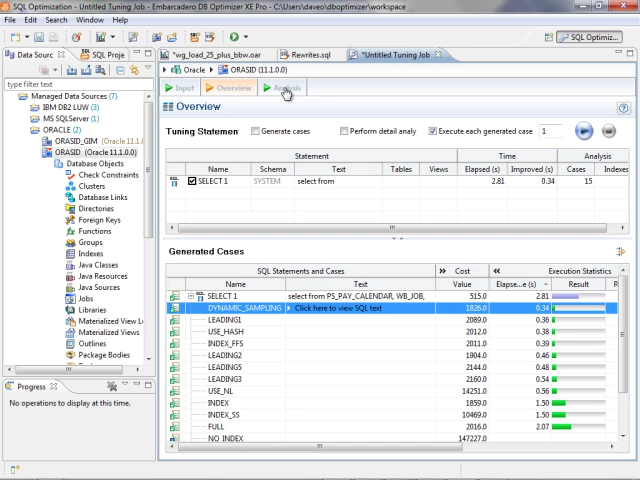 SQL Optimization - Untitled Tuning Job - Embarcadero DB Optimizer XE Pro - C:\Users\daveo\dboptimizer\workspace
File Edit Search Window Help
SQL Optimiz...
Data Sourc
SQL Proje
type filter text
Managed Data Sources (7)
IBM DB2 LUW (3)
MS SQLServer (1)
ORACLE (2)
ORASID_GIM (Oracle 11.1.
ORASID (Oracle 11.1.0.0)
Database Objects
Check Constraints
Clusters
Database Links
Directories
Foreign Keys
Functions
Groups
Indexes
Java Classes
Java Resources
Java Sources
Jobs
Libraries
Materialized View L
Materialized Views
Outlines
Package Bodies
Progress
No operations to display at this time.
*wg_load_25_plus_bbw.oar
Rewrites.sql
*Untitled Tuning Job
Oracle
ORASID (11.1.0.0)
Input
Overview
Analysis
Overview
Tuning Statemen
Generate cases
Perform detail analy
Execute each generated case 1
Statement Time Analysis
Name Schema Text Tables Views Elapsed (s) Improved (s) Cases Indexes
SELECT 1 SYSTEM select from 2.81 0.34 15
Generated Cases
SQL Statements and Cases Cost Execution Statistics
Name Text Value Elapse...e (s) Result R
SELECT 1 select from PS_PAY_CALENDAR, WB_JOB, 515.0 2.81
DYNAMIC_SAMPLING Click here to view SQL text 1826.0 0.34
LEADING1 2089.0 0.36
USE_HASH 2012.0 0.38
INDEX_FFS 2011.0 0.39
LEADING2 1904.0 0.46
LEADING5 2144.0 0.48
LEADING3 2160.0 0.54
USE_NL 14251.0 0.56
INDEX 1859.0 1.50
INDEX_SS 10469.0 1.50
FULL 2016.0 2.07
NO_INDEX 147227.0